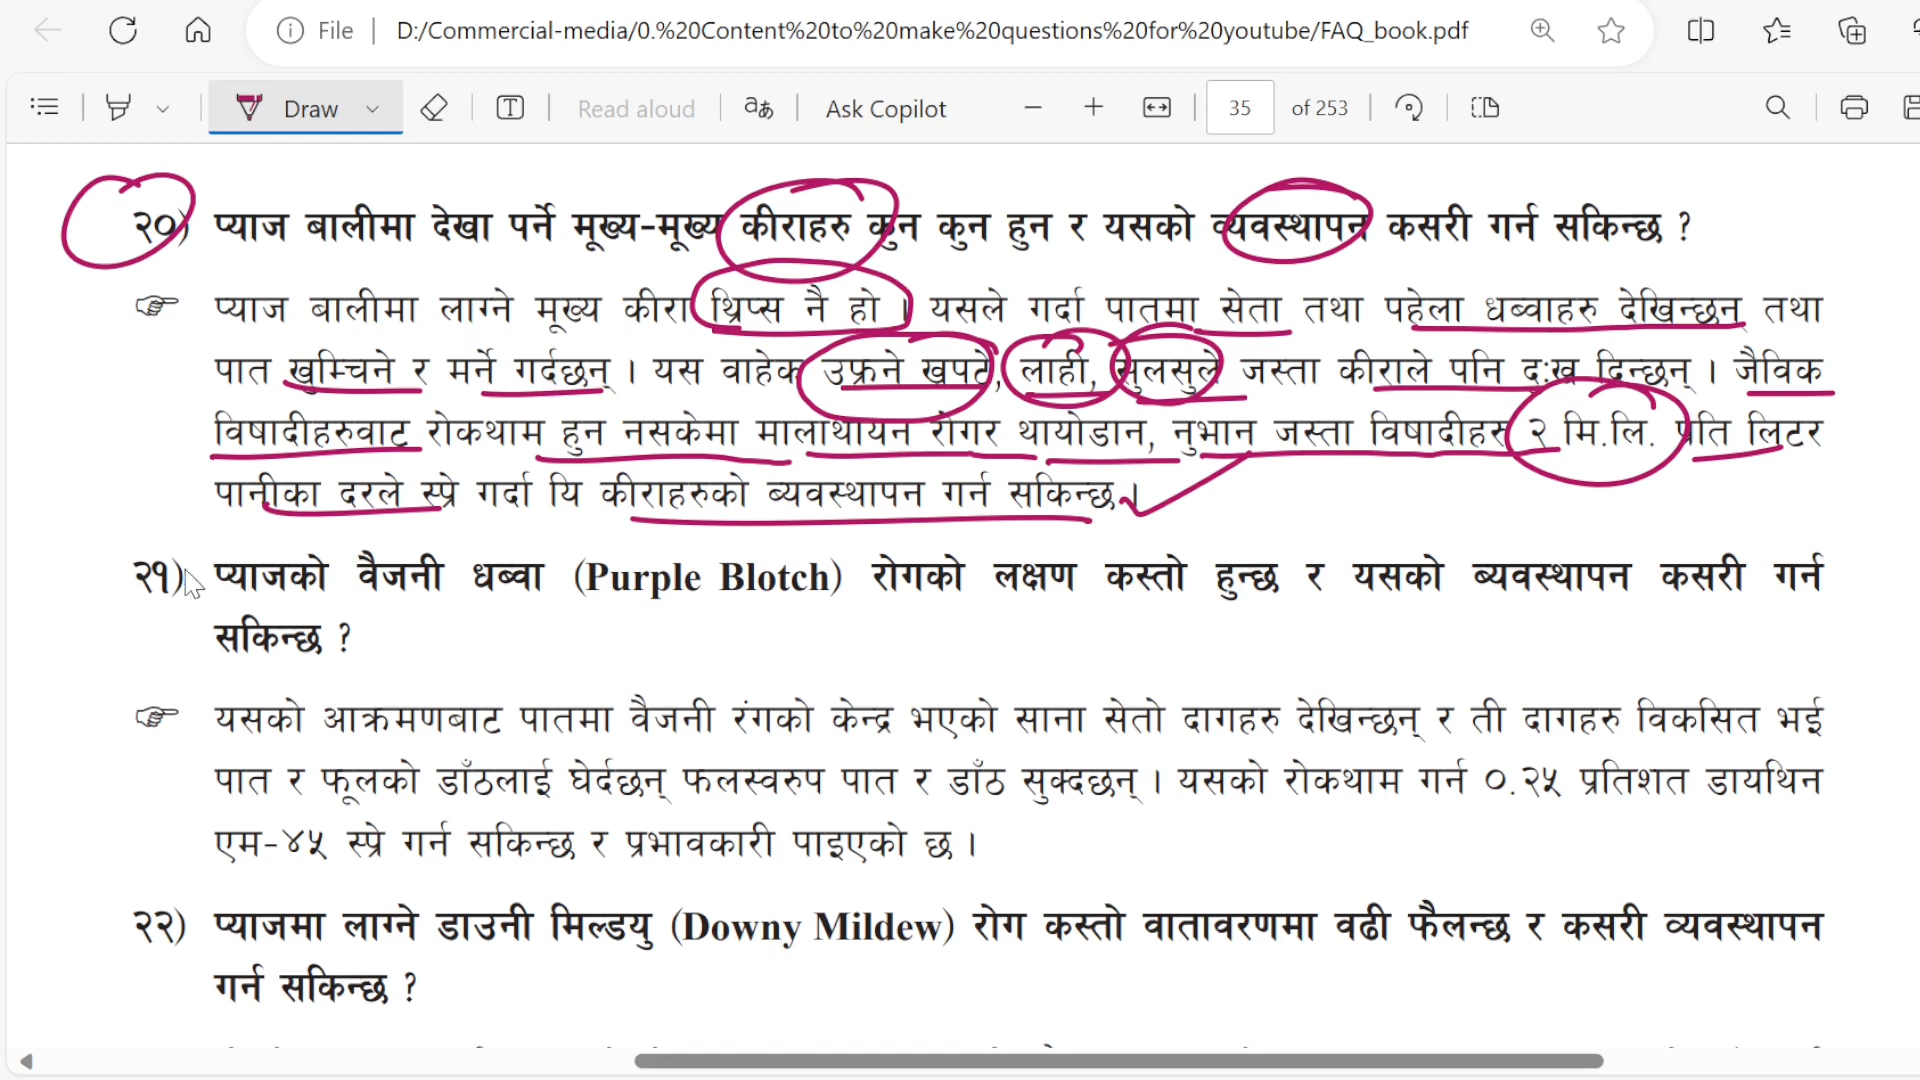 File
D:/Commercial-media/0.%20Content%20to%20make%20questions%20for%20youtube/FAQ_book.pdf
Draw
Read aloud
Ask Copilot
35 of 253
२०) प्याज बालीमा देखा पर्ने मूख्य-मूख्य कीराहरु कुन कुन हुन र यसको व्यवस्थापन कसरी गर्न सकिन्छ ?
प्याज बालीमा लाग्ने मूख्य कीरा थ्रिप्स नै हो । यसले गर्दा पातमा सेता तथा पहेला धब्वाहरु देखिन्छन् तथा
पात खुम्चिने र मर्ने गर्दछन् । यस वाहेक उफ्रने खपटे, लाही, सुलसुले जस्ता कीराले पनि दुःख दिन्छन् । जैविक
विषादीहरुवाट रोकथाम हुन नसकेमा मालाथायन रोगर थायोडान, नुभान जस्ता विषादीहरु २ मि.लि. प्रति लिटर
पानीका दरले स्प्रे गर्दा यि कीराहरुको ब्यवस्थापन गर्न सकिन्छ ।
२१) प्याजको वैजनी धब्वा (Purple Blotch) रोगको लक्षण कस्तो हुन्छ र यसको ब्यवस्थापन कसरी गर्न
सकिन्छ ?
यसको आक्रमणबाट पातमा वैजनी रंगको केन्द्र भएको साना सेतो दागहरु देखिन्छन् र ती दागहरु विकसित भई
पात र फूलको डाँठलाई घेर्दछन् फलस्वरुप पात र डाँठ सुक्दछन् । यसको रोकथाम गर्न ०.२५ प्रतिशत डायथिन
एम-४५ स्प्रे गर्न सकिन्छ र प्रभावकारी पाइएको छ ।
२२) प्याजमा लाग्ने डाउनी मिल्डयु (Downy Mildew) रोग कस्तो वातावरणमा वढी फैलन्छ र कसरी व्यवस्थापन
गर्न सकिन्छ ?